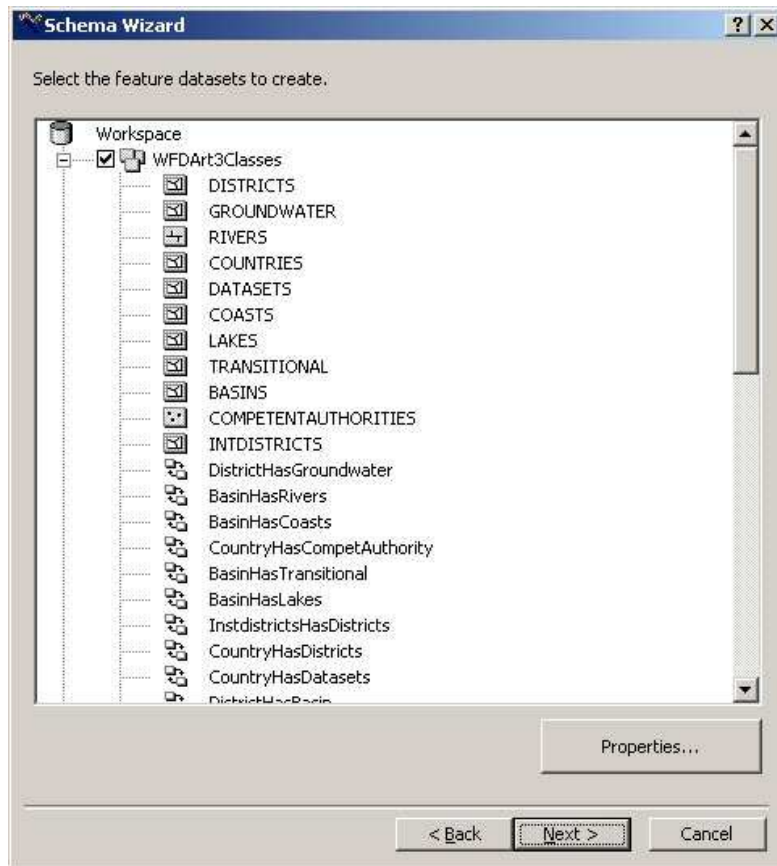 Schema Wizard
Select the feature datasets to create.
Workspace
WFDArt3Classes
DISTRICTS
GROUNDWATER
RIVERS
COUNTRIES
DATASETS
COASTS
LAKES
TRANSITIONAL
BASINS
COMPETENTAUTHORITIES
INTDISTRICTS
DistrictHasGroundwater
BasinHasRivers
BasinHasCoasts
CountryHasCompetAuthority
BasinHasTransitional
BasinHasLakes
InstdistrictsHasDistricts
CountryHasDistricts
CountryHasDatasets
DistrictHasBasin
Properties...
< Back Next > Cancel